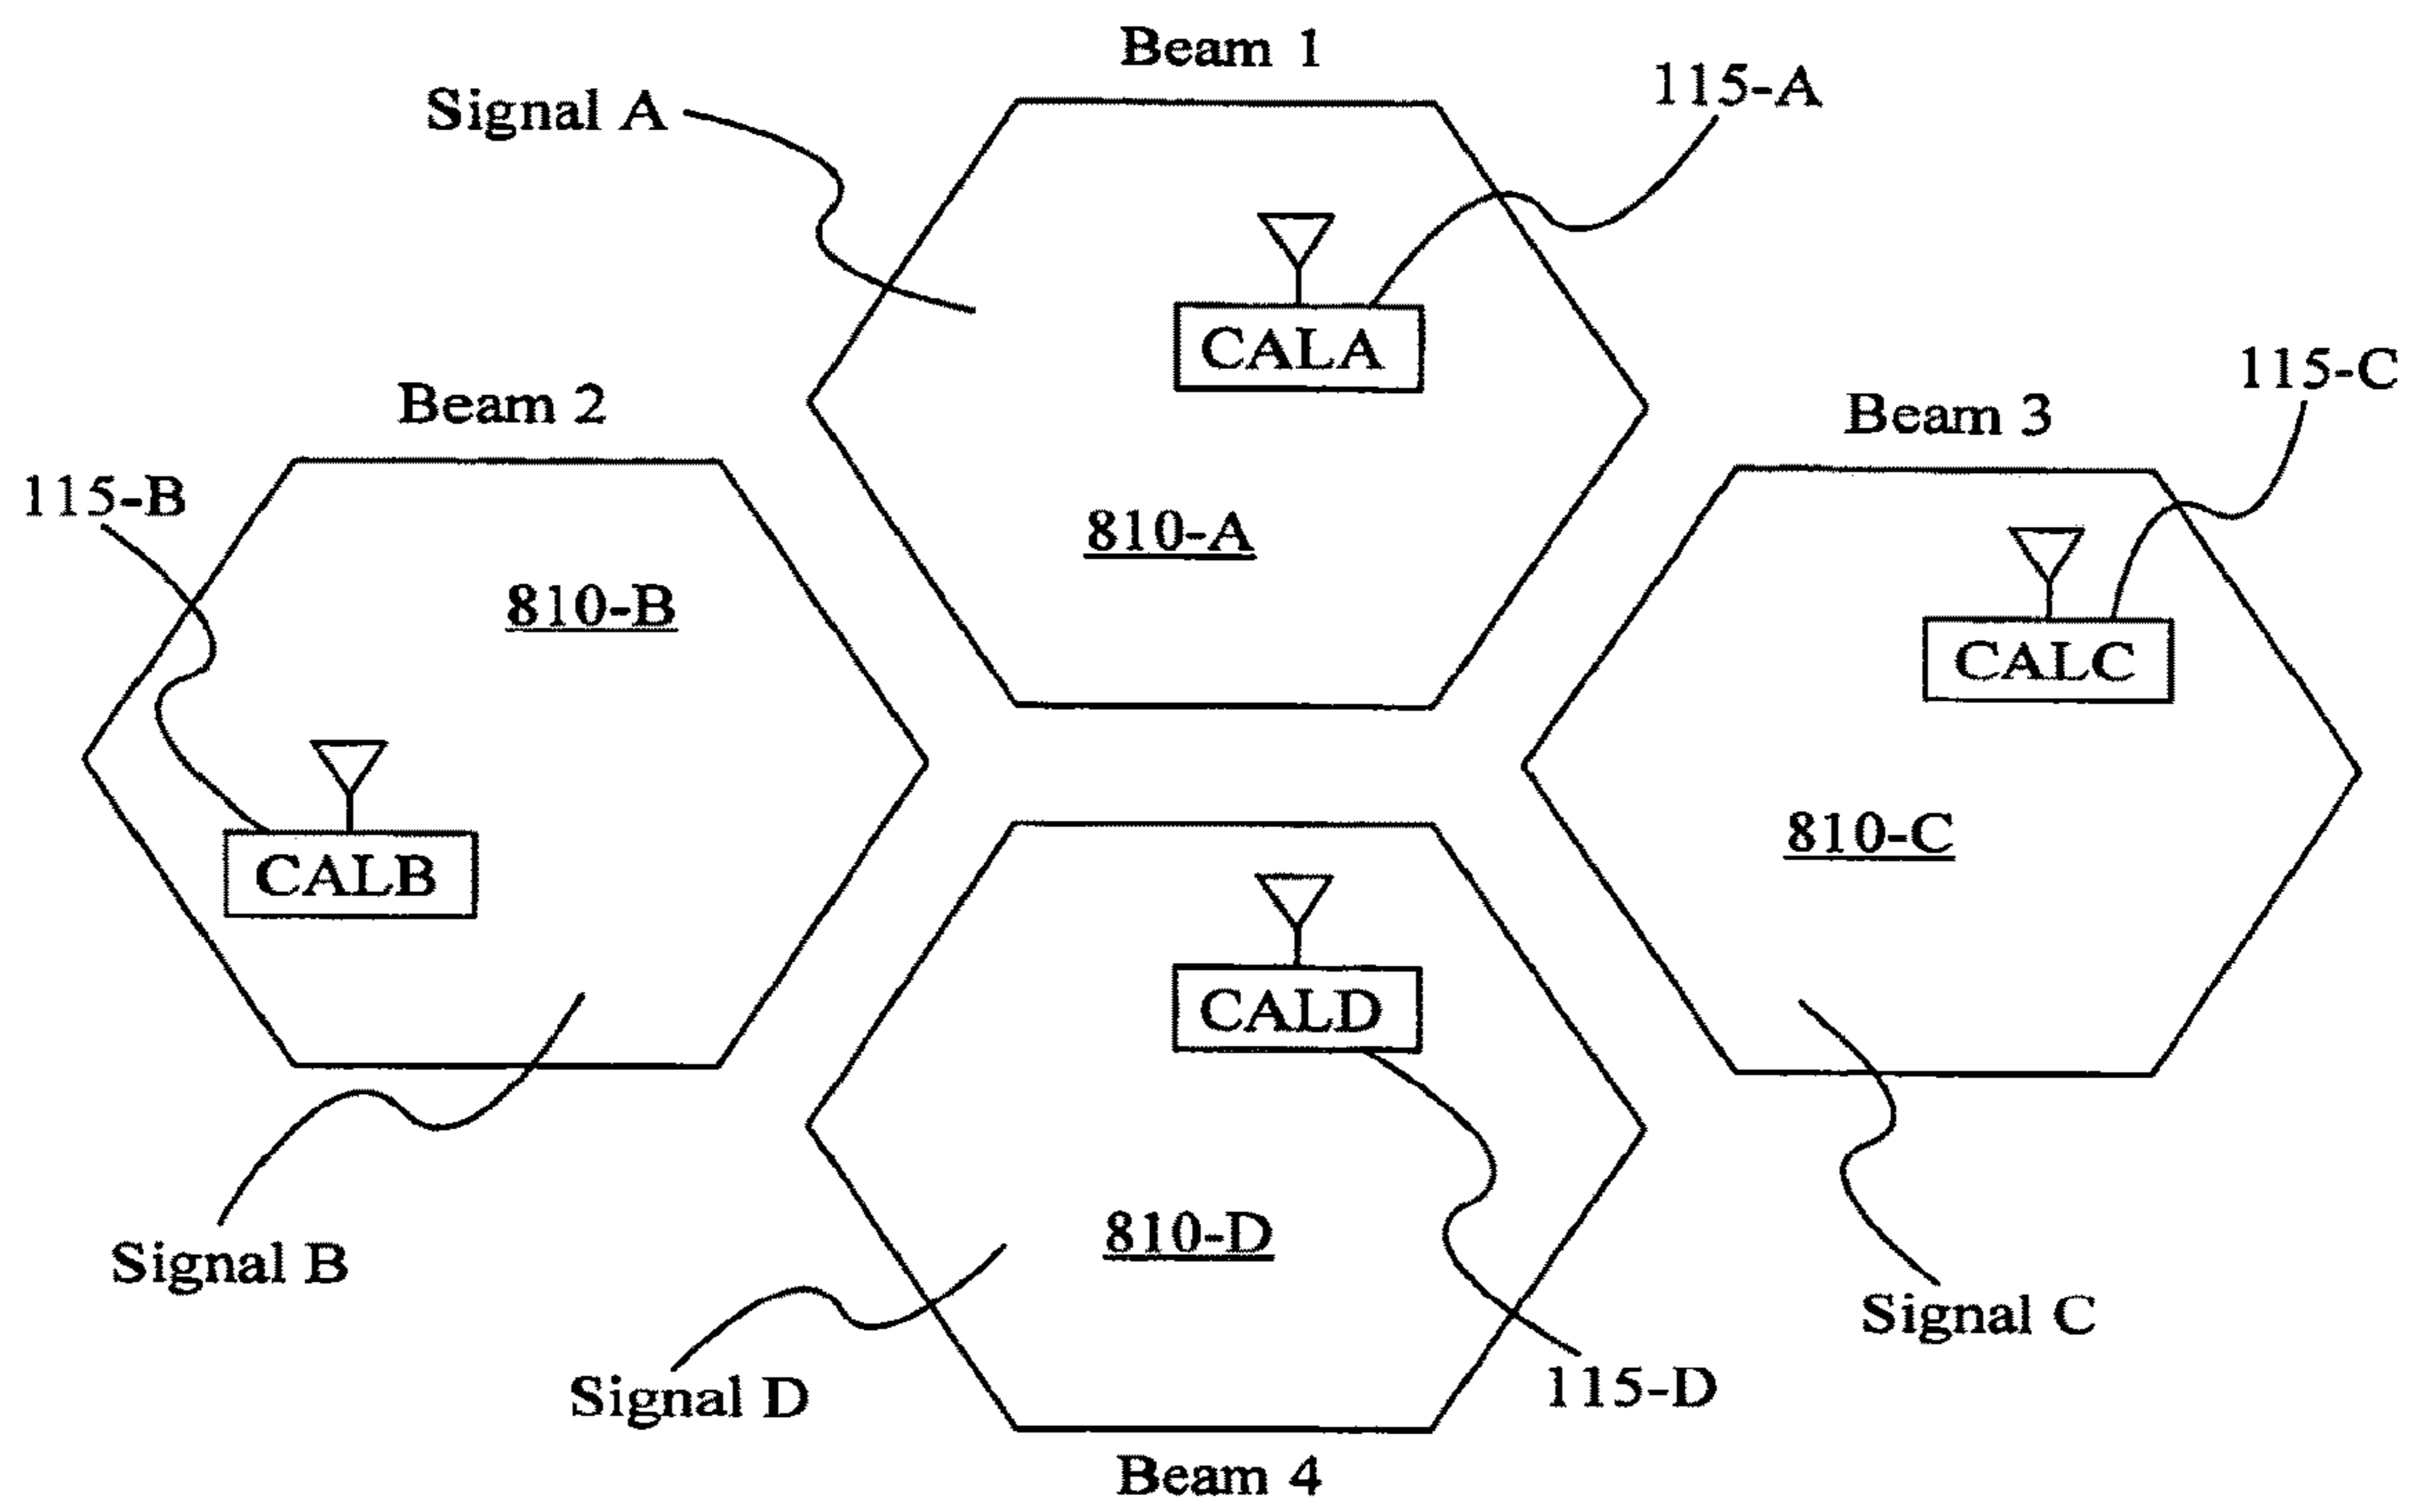 Beam 1
Signal A
115-A
CALA
Beam 2
115-C
Beam 3
115-B
810-A
810-B
CALC
810-C
CALB
CALD
810-D
Signal B
Signal C
Signal D
115-D
Beam 4